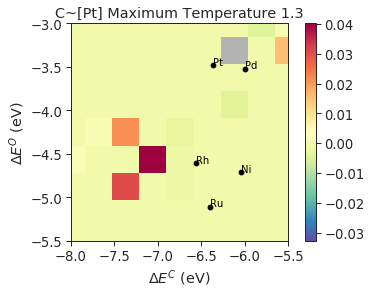 C~[Pt] Maximum Temperature 1.3
−3.0
−3.5
−4.0
−4.5
−5.0
−5.5
ΔE^O (eV)
Pt
Pd
Rh
Ni
Ru
−8.0 −7.5 −7.0 −6.5 −6.0 −5.5
ΔE^C (eV)
0.04
0.03
0.02
0.01
0.00
−0.01
−0.02
−0.03